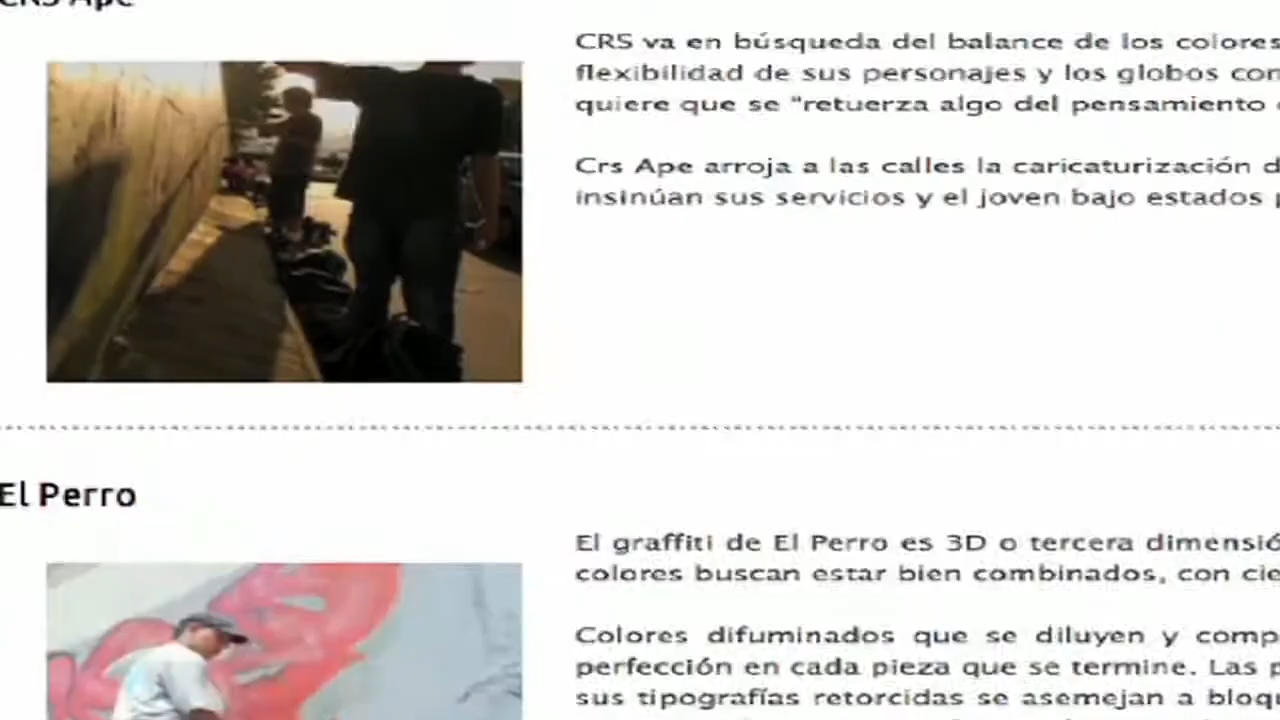 CRS Ape
CRS va en búsqueda del balance de los colores
flexibilidad de sus personajes y los globos con
quiere que se "retuerza algo del pensamiento
Crs Ape arroja a las calles la caricaturización
insinúan sus servicios y el joven bajo estados
El Perro
El graffiti de El Perro es 3D o tercera dimensió
colores buscan estar bien combinados, con cie
Colores difuminados que se diluyen y comp
perfección en cada pieza que se termine. Las
sus tipografías retorcidas se asemejan a bloq